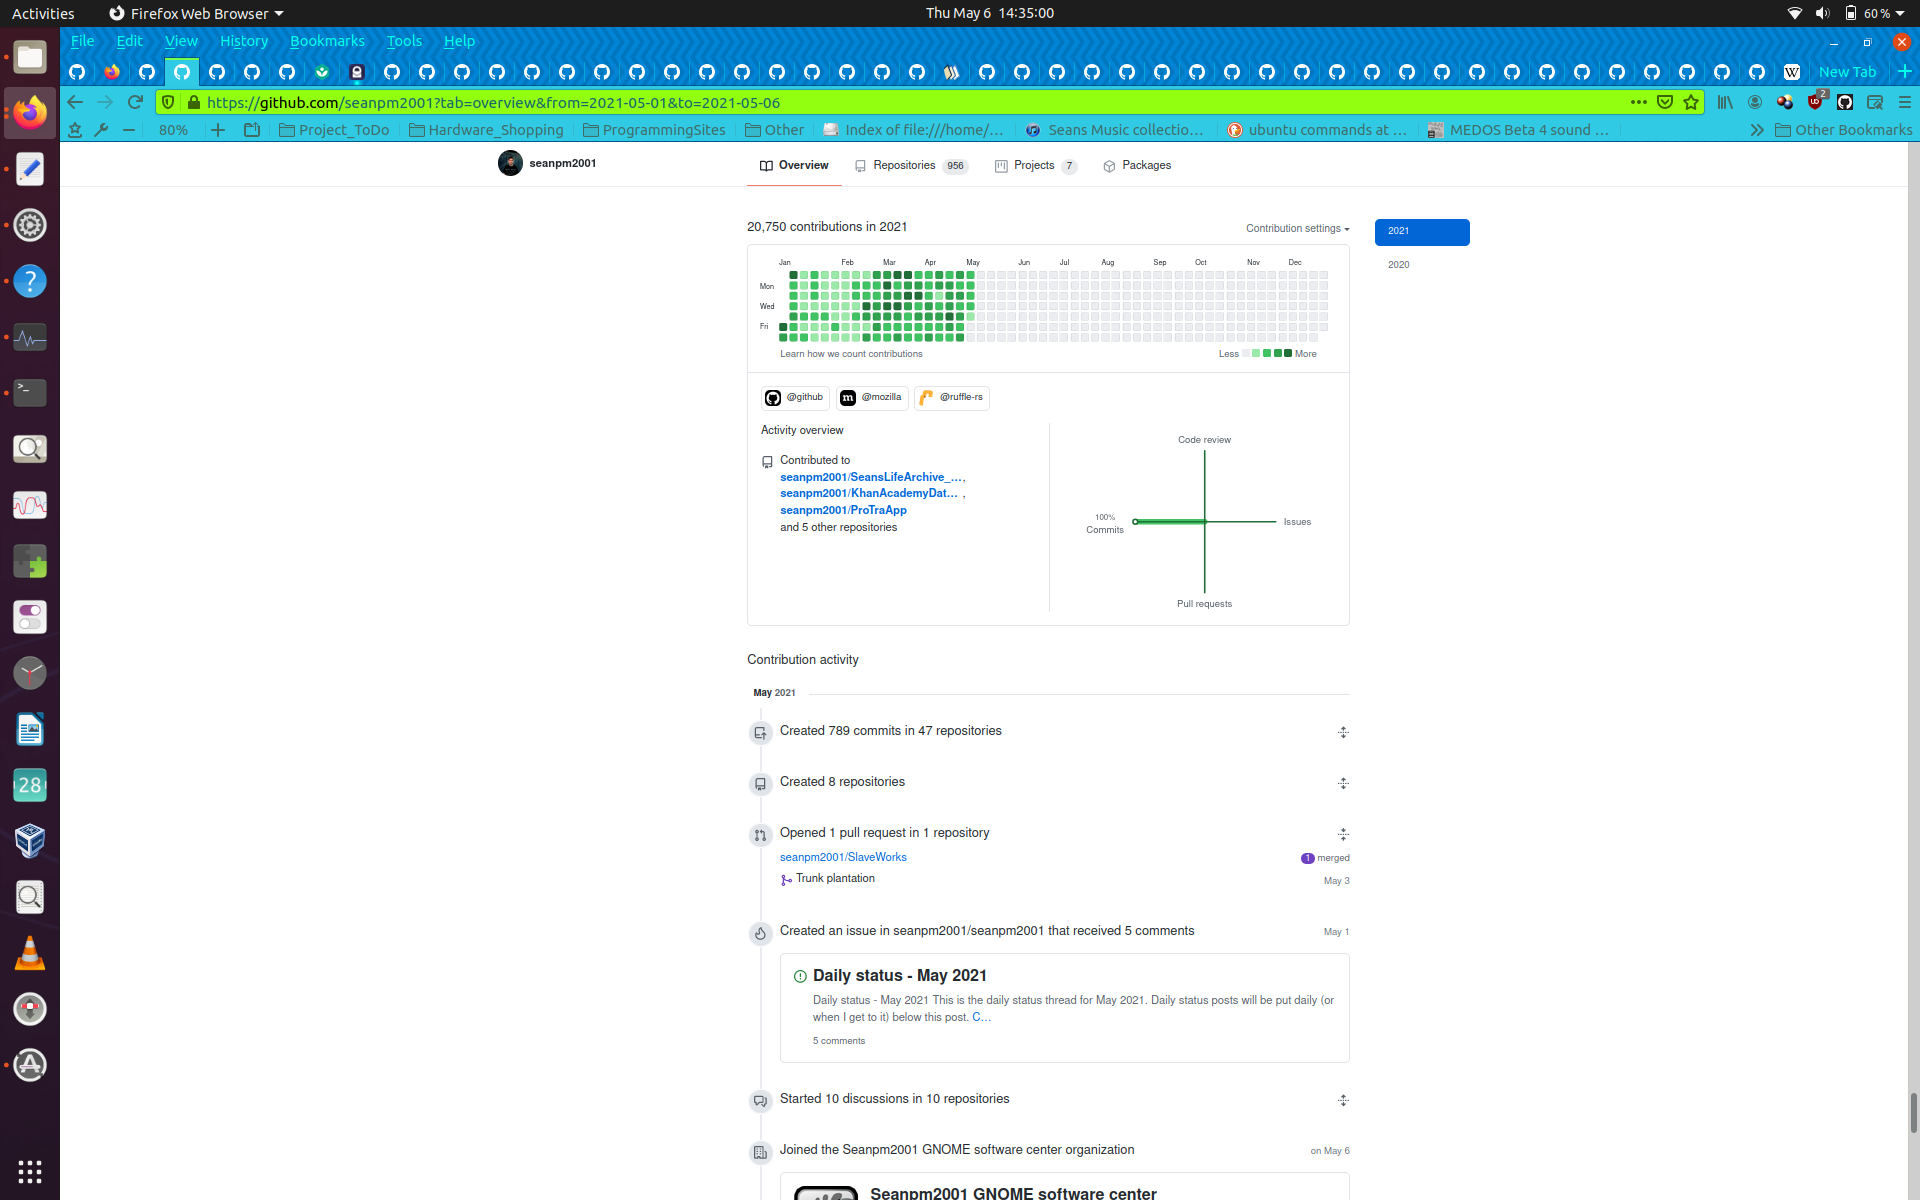 Activities Firefox Web Browser Thu May 6 14:35:00 60 %
File Edit View History Bookmarks Tools Help
W New Tab
https://github.com/seanpm2001?tab=overview&from=2021-05-01&to=2021-05-06 2
80% Project_ToDo Hardware_Shopping ProgrammingSites Other Index of file:///home/... Seans Music collectio... ubuntu commands at ... MEDOS Beta 4 sound ... Other Bookmarks
seanpm2001 Overview Repositories 956 Projects 7 Packages
20,750 contributions in 2021 Contribution settings 2021
2020
Jan Feb Mar Apr May Jun Jul Aug Sep Oct Nov Dec
Mon
Wed
Fri
Learn how we count contributions Less More
@github m @mozilla @ruffle-rs
Activity overview
Contributed to
seanpm2001/SeansLifeArchive_...,
seanpm2001/KhanAcademyDat... ,
seanpm2001/ProTraApp
and 5 other repositories
Code review
100%
Commits
Issues
Pull requests
Contribution activity
May 2021
Created 789 commits in 47 repositories
Created 8 repositories
28
Opened 1 pull request in 1 repository
seanpm2001/SlaveWorks 1 merged
Trunk plantation May 3
Created an issue in seanpm2001/seanpm2001 that received 5 comments May 1
Daily status - May 2021
Daily status - May 2021 This is the daily status thread for May 2021. Daily status posts will be put daily (or
when I get to it) below this post. C...
5 comments
Started 10 discussions in 10 repositories
Joined the Seanpm2001 GNOME software center organization on May 6
Seanpm2001 GNOME software center